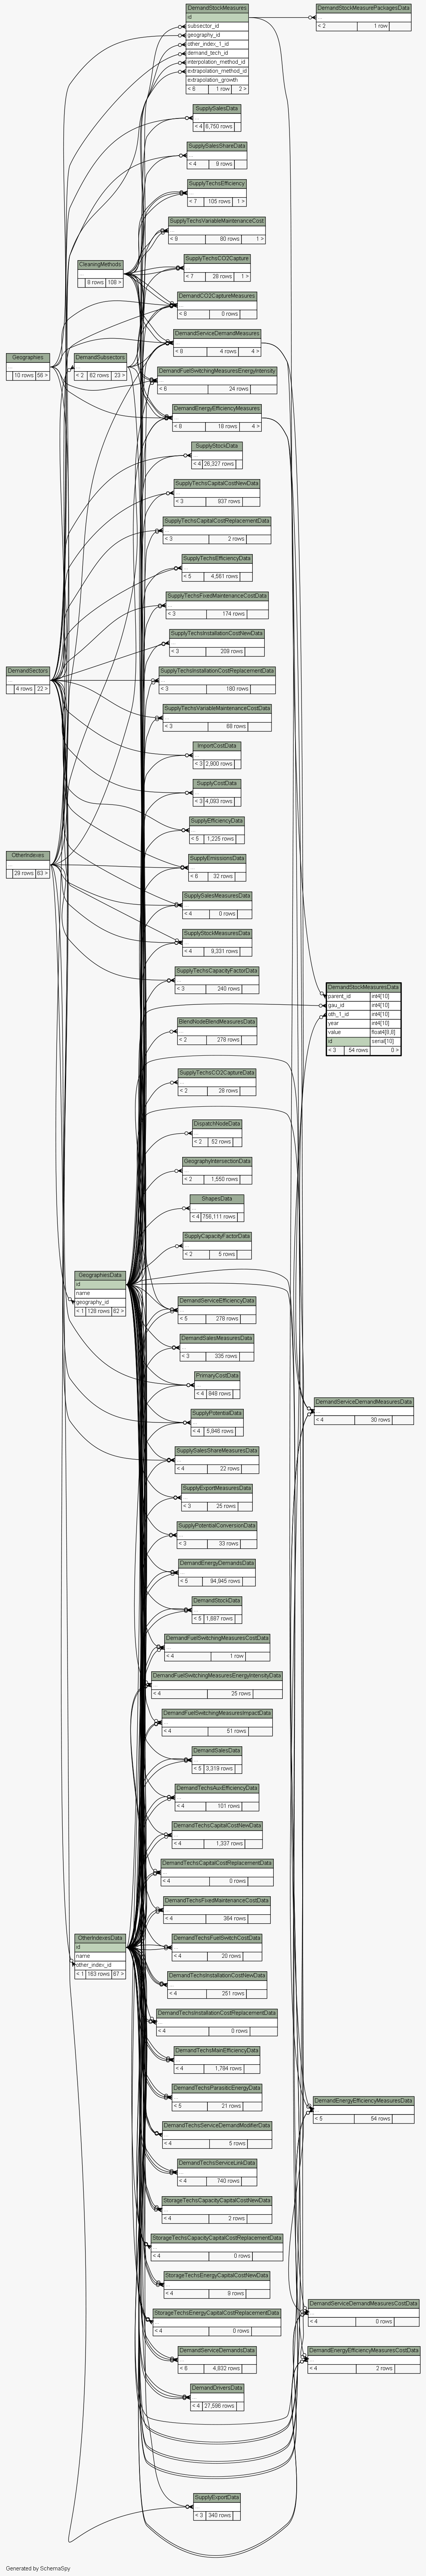 DemandStockMeasures
id
subsector_id
geography_id
other_index_1_id
demand_tech_id
interpolation_method_id
extrapolation_method_id
extrapolation_growth
< 6 1 row 2 >
DemandStockMeasurePackagesData
...
< 2 1 row
SupplySalesData
...
< 4 6,750 rows
SupplySalesShareData
...
< 4 9 rows
SupplyTechsEfficiency
...
< 7 105 rows 1 >
SupplyTechsVariableMaintenanceCost
...
< 9 80 rows 1 >
SupplyTechsCO2Capture
...
< 7 28 rows 1 >
CleaningMethods
...
8 rows 108 >
DemandCO2CaptureMeasures
...
< 8 0 rows
DemandServiceDemandMeasures
...
< 8 4 rows 4 >
Geographies
...
10 rows 58 >
DemandSubsectors
...
< 2 62 rows 23 >
DemandFuelSwitchingMeasuresEnergyIntensity
...
< 6 24 rows
DemandEnergyEfficiencyMeasures
...
< 8 18 rows 4 >
SupplyStockData
...
< 4 26,327 rows
SupplyTechsCapitalCostNewData
...
< 3 837 rows
SupplyTechsCapitalCostReplacementData
...
< 3 2 rows
SupplyTechsEfficiencyData
...
< 5 4,561 rows
SupplyTechsFixedMaintenanceCostData
...
< 3 174 rows
SupplyTechsInstallationCostNewData
...
< 3 209 rows
DemandSectors
...
4 rows 22 >
SupplyTechsInstallationCostReplacementData
...
< 3 180 rows
SupplyTechsVariableMaintenanceCostData
...
< 3 88 rows
ImportCostData
...
< 3 2,900 rows
SupplyCostData
...
< 3 4,093 rows
SupplyEfficiencyData
...
< 5 1,225 rows
OtherIndexes
...
29 rows 63 >
SupplyEmissionsData
...
< 6 32 rows
SupplySalesMeasuresData
...
< 4 0 rows
SupplyStockMeasuresData
...
< 4 9,331 rows
SupplyTechsCapacityFactorData
...
< 3 240 rows
DemandStockMeasuresData
parent_id int4[10]
gau_id int4[10]
oth_1_id int4[10]
year int4[10]
value float4[8,8]
id serial[10]
< 3 54 rows 0 >
BlendNodeBlendMeasuresData
...
< 2 278 rows
SupplyTechsCO2CaptureData
...
< 2 28 rows
DispatchNodeData
...
< 2 52 rows
GeographyIntersectionData
...
< 2 1,550 rows
ShapesData
...
< 4 756,111 rows
SupplyCapacityFactorData
...
< 2 5 rows
GeographiesData
id
name
geography_id
< 1 128 rows 62 >
DemandServiceEfficiencyData
...
< 5 278 rows
DemandSalesMeasuresData
...
< 3 335 rows
PrimaryCostData
...
< 4 848 rows
DemandServiceDemandMeasuresData
...
< 4 30 rows
SupplyPotentialData
...
< 4 5,846 rows
SupplySalesShareMeasuresData
...
< 4 22 rows
SupplyExportMeasuresData
...
< 3 25 rows
SupplyPotentialConversionData
...
< 3 33 rows
DemandEnergyDemandsData
...
< 5 94,945 rows
DemandStockData
...
< 5 1,697 rows
DemandFuelSwitchingMeasuresCostData
...
< 4 1 row
DemandFuelSwitchingMeasuresEnergyIntensityData
...
< 4 25 rows
DemandFuelSwitchingMeasuresImpactData
...
< 4 51 rows
DemandSalesData
...
< 5 3,319 rows
DemandTechsAuxEfficiencyData
...
< 4 101 rows
DemandTechsCapitalCostNewData
...
< 4 1,337 rows
DemandTechsCapitalCostReplacementData
...
< 4 0 rows
DemandTechsFixedMaintenanceCostData
...
< 4 364 rows
OtherIndexesData
id
name
other_index_id
< 1 163 rows 67 >
DemandTechsFuelSwitchCostData
...
< 4 20 rows
DemandTechsInstallationCostNewData
...
< 4 251 rows
DemandTechsInstallationCostReplacementData
...
< 4 0 rows
DemandTechsMainEfficiencyData
...
< 4 1,784 rows
DemandTechsParasiticEnergyData
...
< 5 21 rows
DemandEnergyEfficiencyMeasuresData
...
< 5 54 rows
DemandTechsServiceDemandModifierData
...
< 4 5 rows
DemandTechsServiceLinkData
...
< 4 740 rows
StorageTechsCapacityCapitalCostNewData
...
< 4 2 rows
StorageTechsCapacityCapitalCostReplacementData
...
< 4 0 rows
StorageTechsEnergyCapitalCostNewData
...
< 4 9 rows
DemandServiceDemandMeasuresCostData
...
< 4 0 rows
StorageTechsEnergyCapitalCostReplacementData
...
< 4 0 rows
DemandServiceDemandsData
...
< 6 4,832 rows
DemandEnergyEfficiencyMeasuresCostData
...
< 4 2 rows
DemandDriversData
...
< 4 27,596 rows
SupplyExportData
...
< 3 340 rows
Generated by SchemaSpy